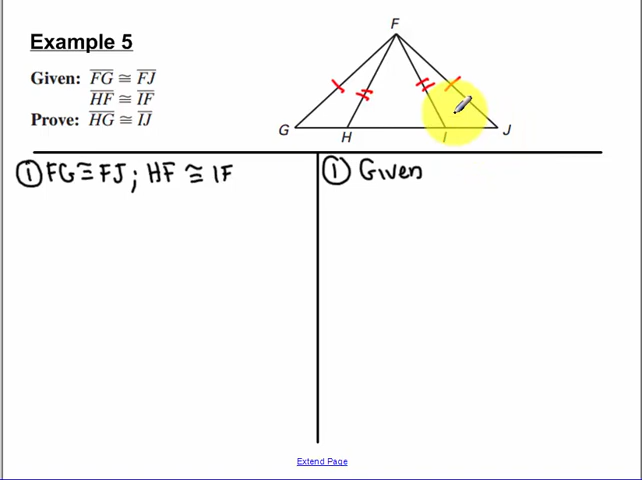 Example 5
Given: FG ≅ FJ
HF ≅ IF
Prove: HG ≅ IJ
F
G
H
I
J
① FG ≅ FJ ; HF ≅ IF
① Given
Extend Page